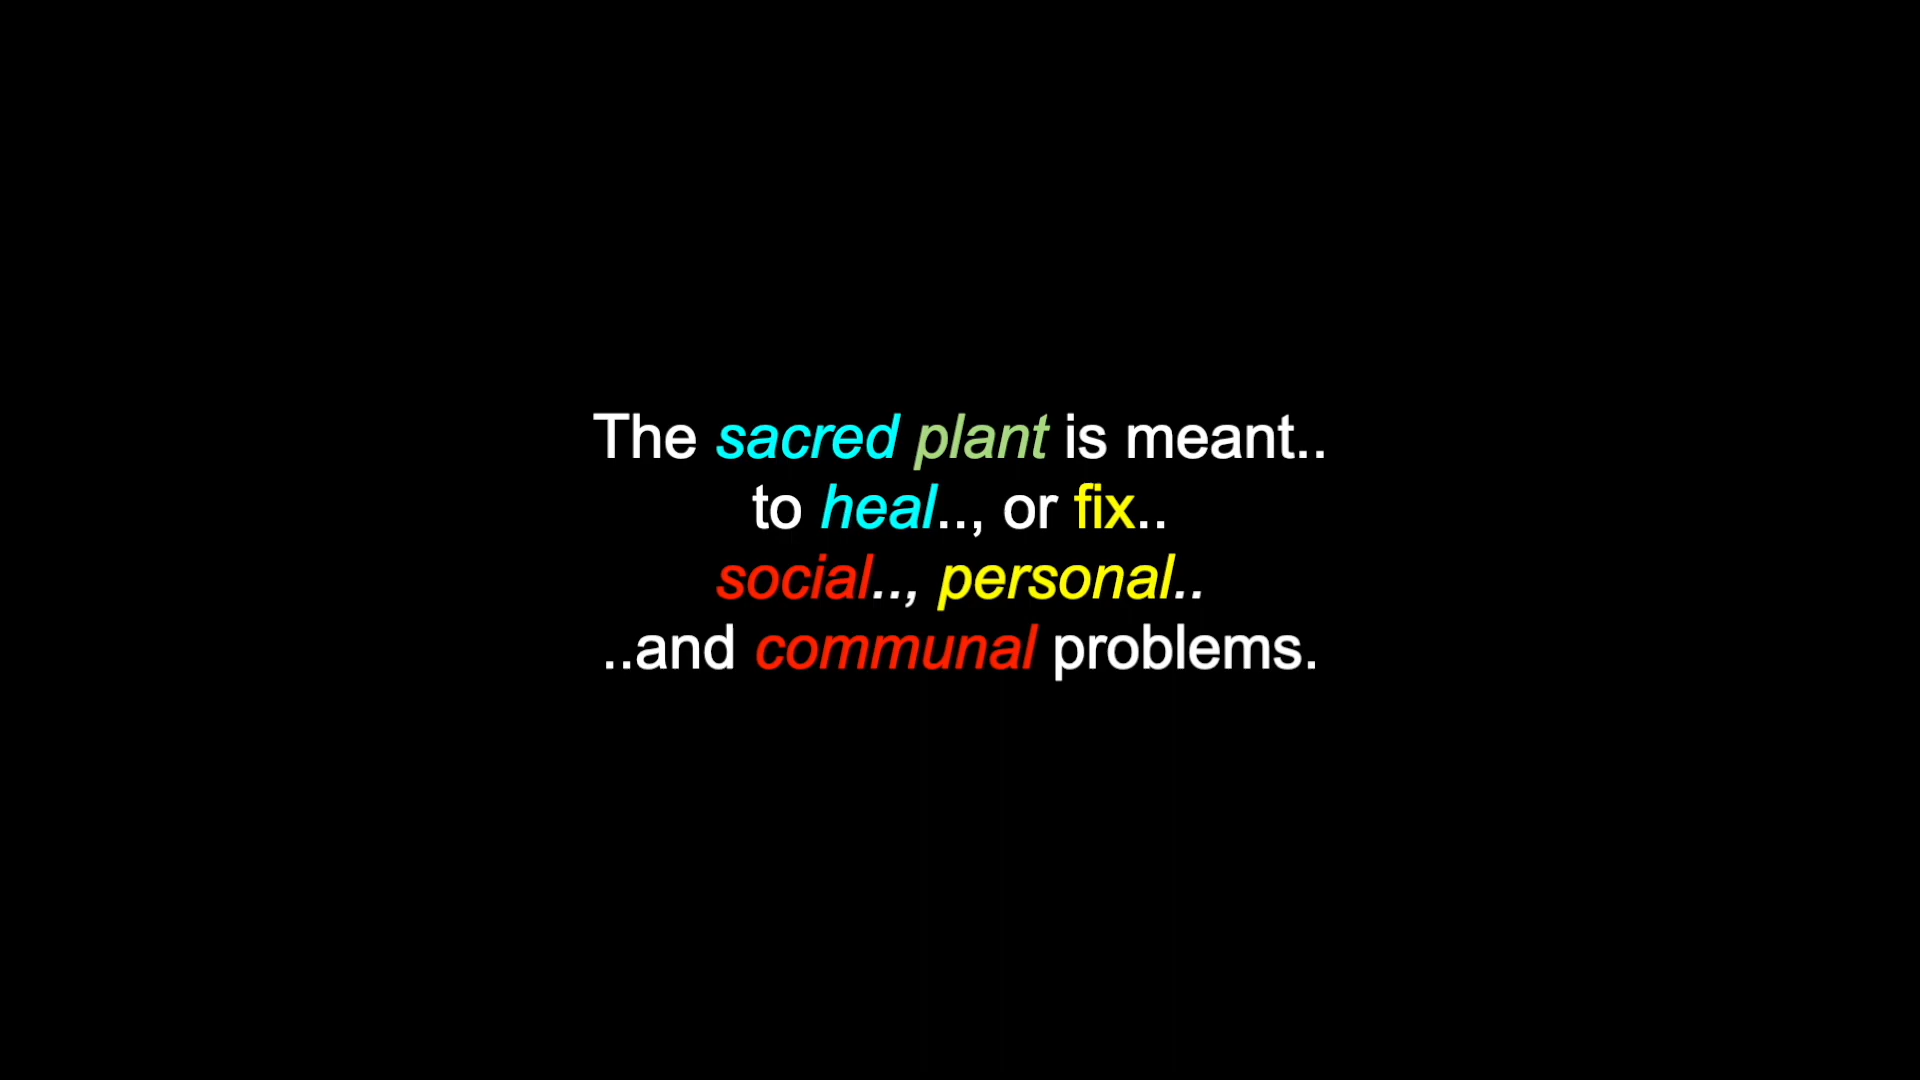 The sacred plant is meant..
to heal.., or fix..
social.., personal..
..and communal problems.